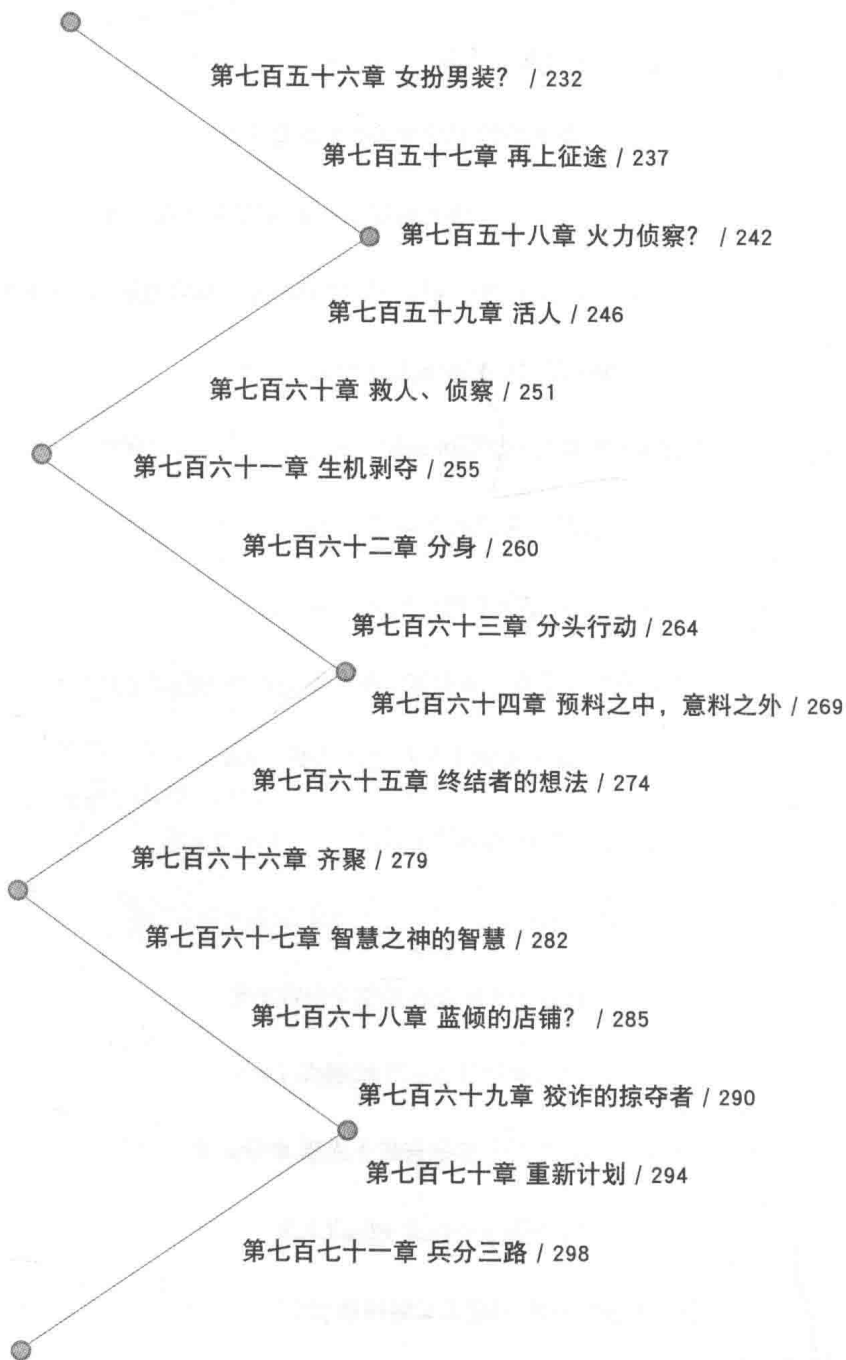 第七百五十六章 女扮男装? / 232
第七百五十七章 再上征途 / 237
第七百五十八章 火力侦察? / 242
第七百五十九章 活人 / 246
第七百六十章 救人、侦察 / 251
第七百六十一章 生机剥夺 / 255
第七百六十二章 分身 / 260
第七百六十三章 分头行动 / 264
第七百六十四章 预料之中，意料之外 / 269
第七百六十五章 终结者的想法 / 274
第七百六十六章 齐聚 / 279
第七百六十七章 智慧之神的智慧 / 282
第七百六十八章 蓝倾的店铺? / 285
第七百六十九章 狡诈的掠夺者 / 290
第七百七十章 重新计划 / 294
第七百七十一章 兵分三路 / 298